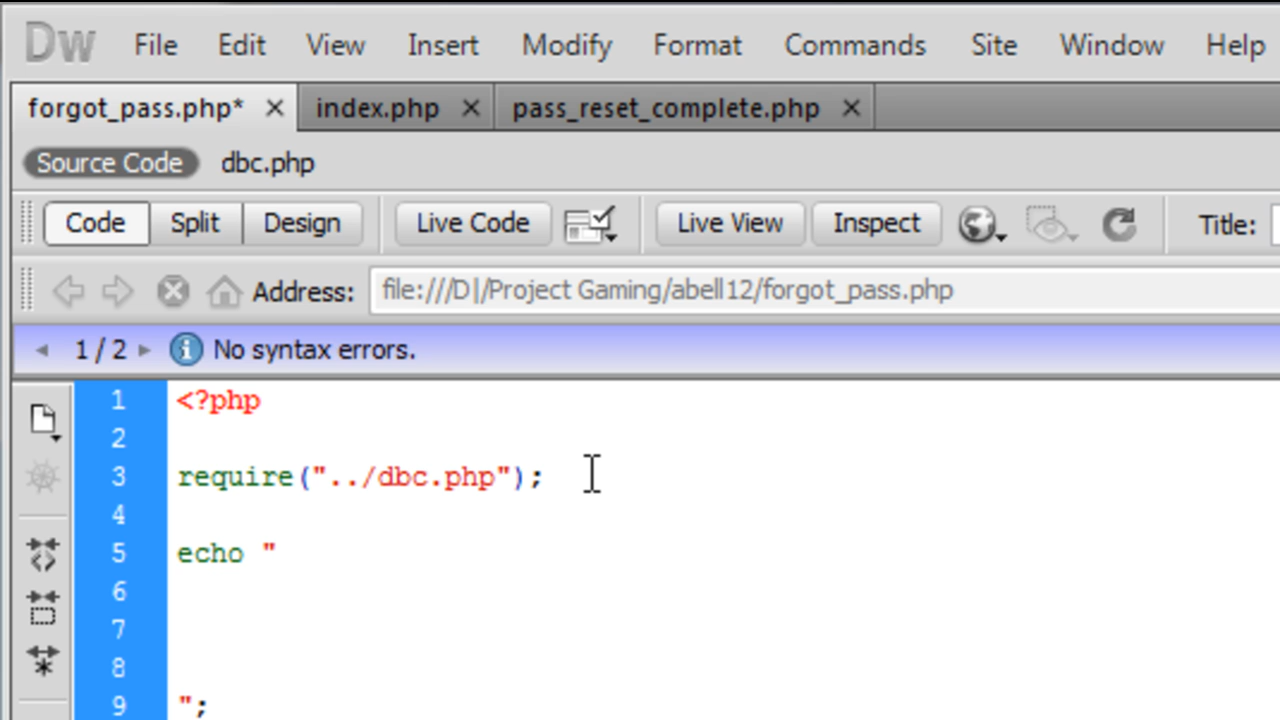 Dw File Edit View Insert Modify Format Commands Site Window Help
forgot_pass.php* × index.php × pass_reset_complete.php ×
Source Code dbc.php
Code Split Design Live Code Live View Inspect Title:
Address: file:///D|/Project Gaming/abell12/forgot_pass.php
1 / 2 No syntax errors.
1 <?php
2
3 require("../dbc.php");
4
5 echo "
6
7
8
9 ";